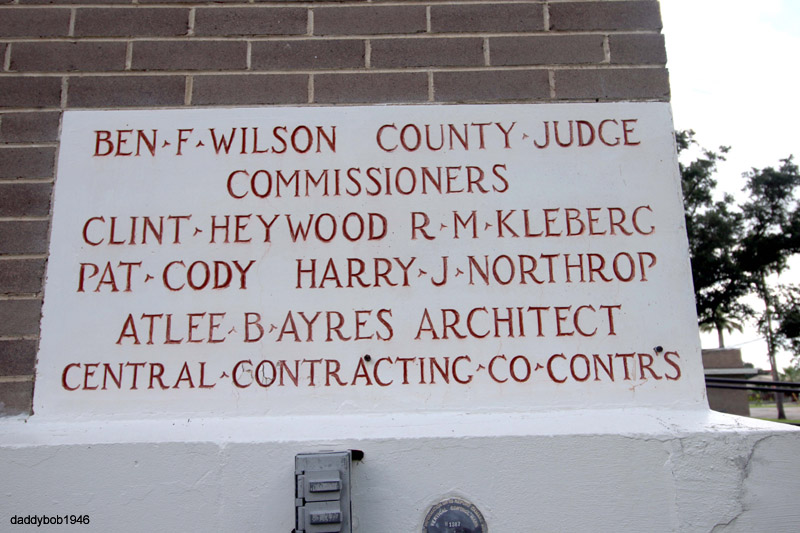 BEN F WILSON COUNTY JUDGE
COMMISSIONERS
CLINT HEYWOOD R M KLEBERG
PAT CODY HARRY J NORTHROP
ATLEE B AYRES ARCHITECT
CENTRAL CONTRACTING CO CONTR'S
daddybob1946